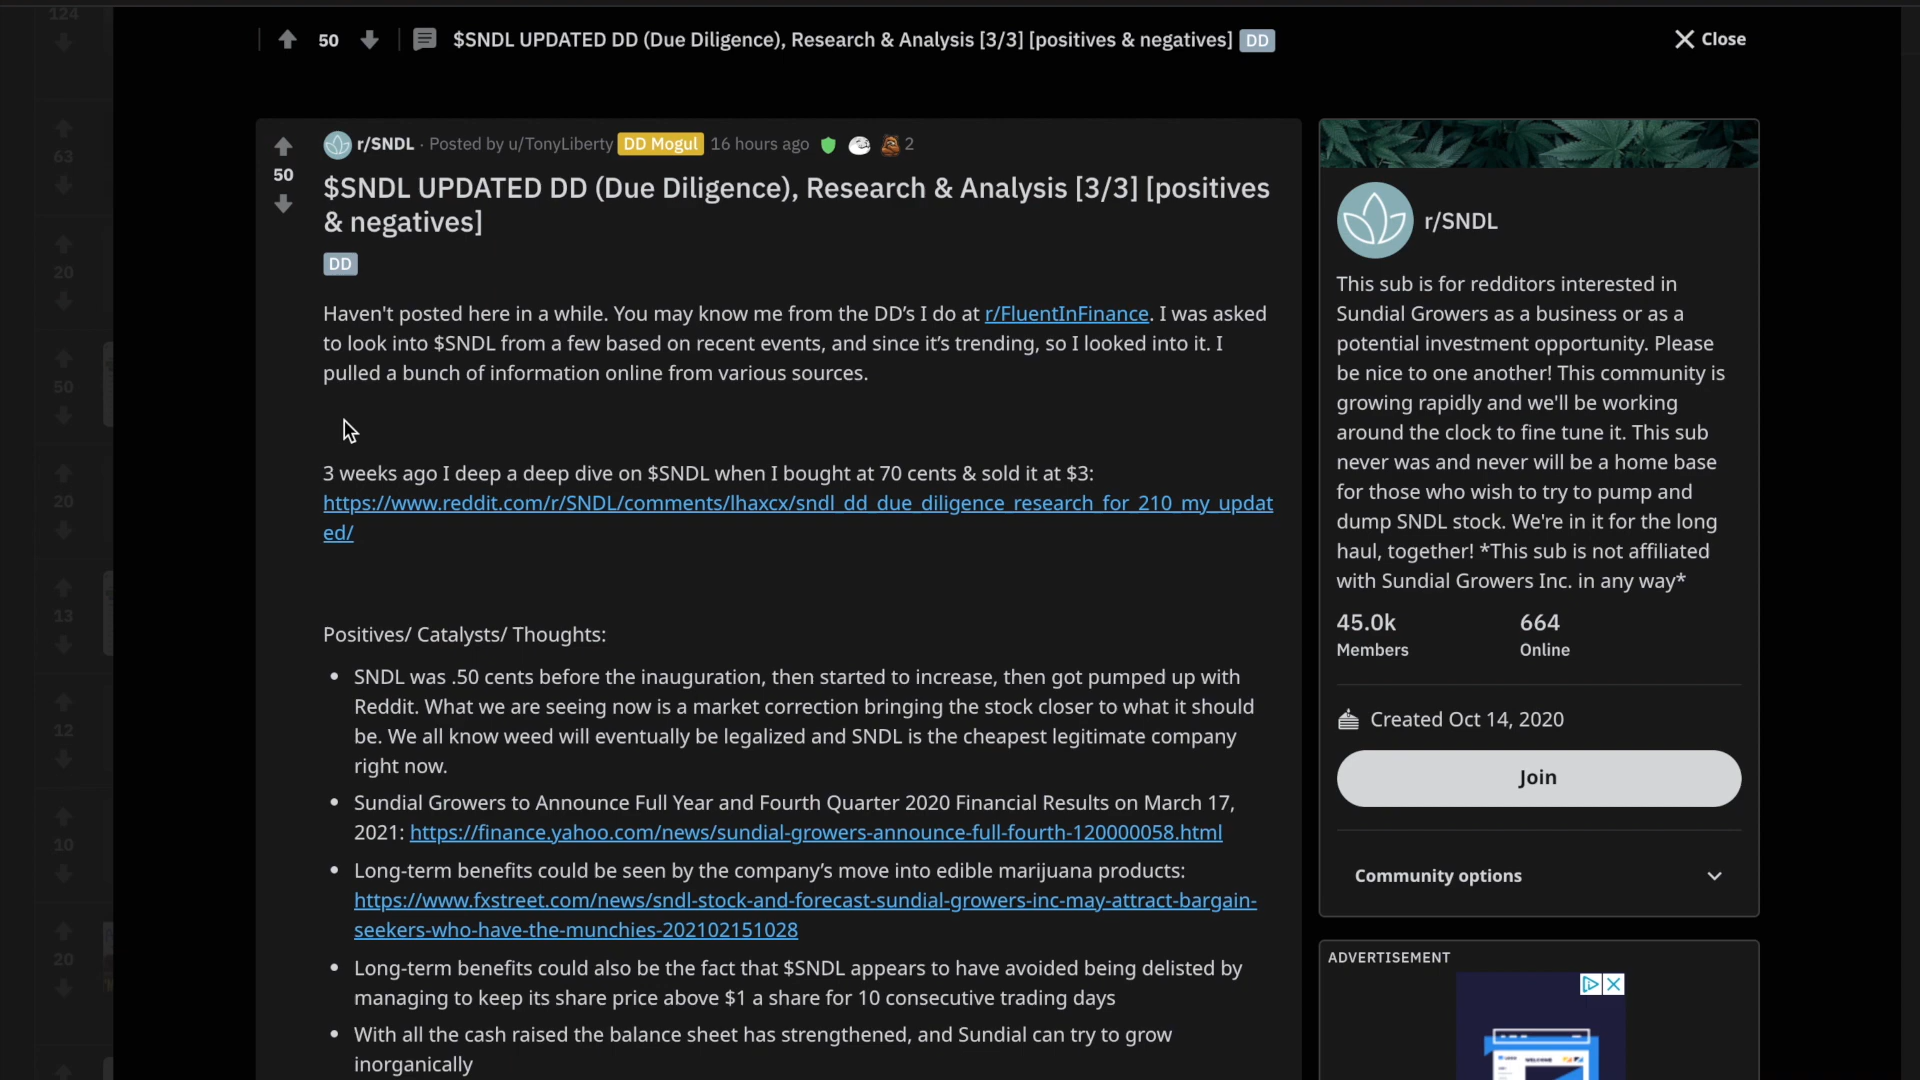 124
50
$SNDL UPDATED DD (Due Diligence), Research & Analysis [3/3] [positives & negatives] DD
Close
r/SNDL · Posted by u/TonyLiberty DD Mogul 16 hours ago 2
50
$SNDL UPDATED DD (Due Diligence), Research & Analysis [3/3] [positives
& negatives]
DD
Haven't posted here in a while. You may know me from the DD's I do at r/FluentInFinance. I was asked
to look into $SNDL from a few based on recent events, and since it's trending, so I looked into it. I
pulled a bunch of information online from various sources.
3 weeks ago I deep a deep dive on $SNDL when I bought at 70 cents & sold it at $3:
https://www.reddit.com/r/SNDL/comments/lhaxcx/sndl_dd_due_diligence_research_for_210_my_updat
ed/
Positives/ Catalysts/ Thoughts:
• SNDL was .50 cents before the inauguration, then started to increase, then got pumped up with
Reddit. What we are seeing now is a market correction bringing the stock closer to what it should
be. We all know weed will eventually be legalized and SNDL is the cheapest legitimate company
right now.
• Sundial Growers to Announce Full Year and Fourth Quarter 2020 Financial Results on March 17,
2021: https://finance.yahoo.com/news/sundial-growers-announce-full-fourth-120000058.html
• Long-term benefits could be seen by the company's move into edible marijuana products:
https://www.fxstreet.com/news/sndl-stock-and-forecast-sundial-growers-inc-may-attract-bargain-
seekers-who-have-the-munchies-202102151028
• Long-term benefits could also be the fact that $SNDL appears to have avoided being delisted by
managing to keep its share price above $1 a share for 10 consecutive trading days
• With all the cash raised the balance sheet has strengthened, and Sundial can try to grow
inorganically
r/SNDL
This sub is for redditors interested in
Sundial Growers as a business or as a
potential investment opportunity. Please
be nice to one another! This community is
growing rapidly and we'll be working
around the clock to fine tune it. This sub
never was and never will be a home base
for those who wish to try to pump and
dump SNDL stock. We're in it for the long
haul, together! *This sub is not affiliated
with Sundial Growers Inc. in any way*
45.0k
Members
664
Online
Created Oct 14, 2020
Join
Community options
ADVERTISEMENT
WELCOME
63
20
50
20
13
12
10
20